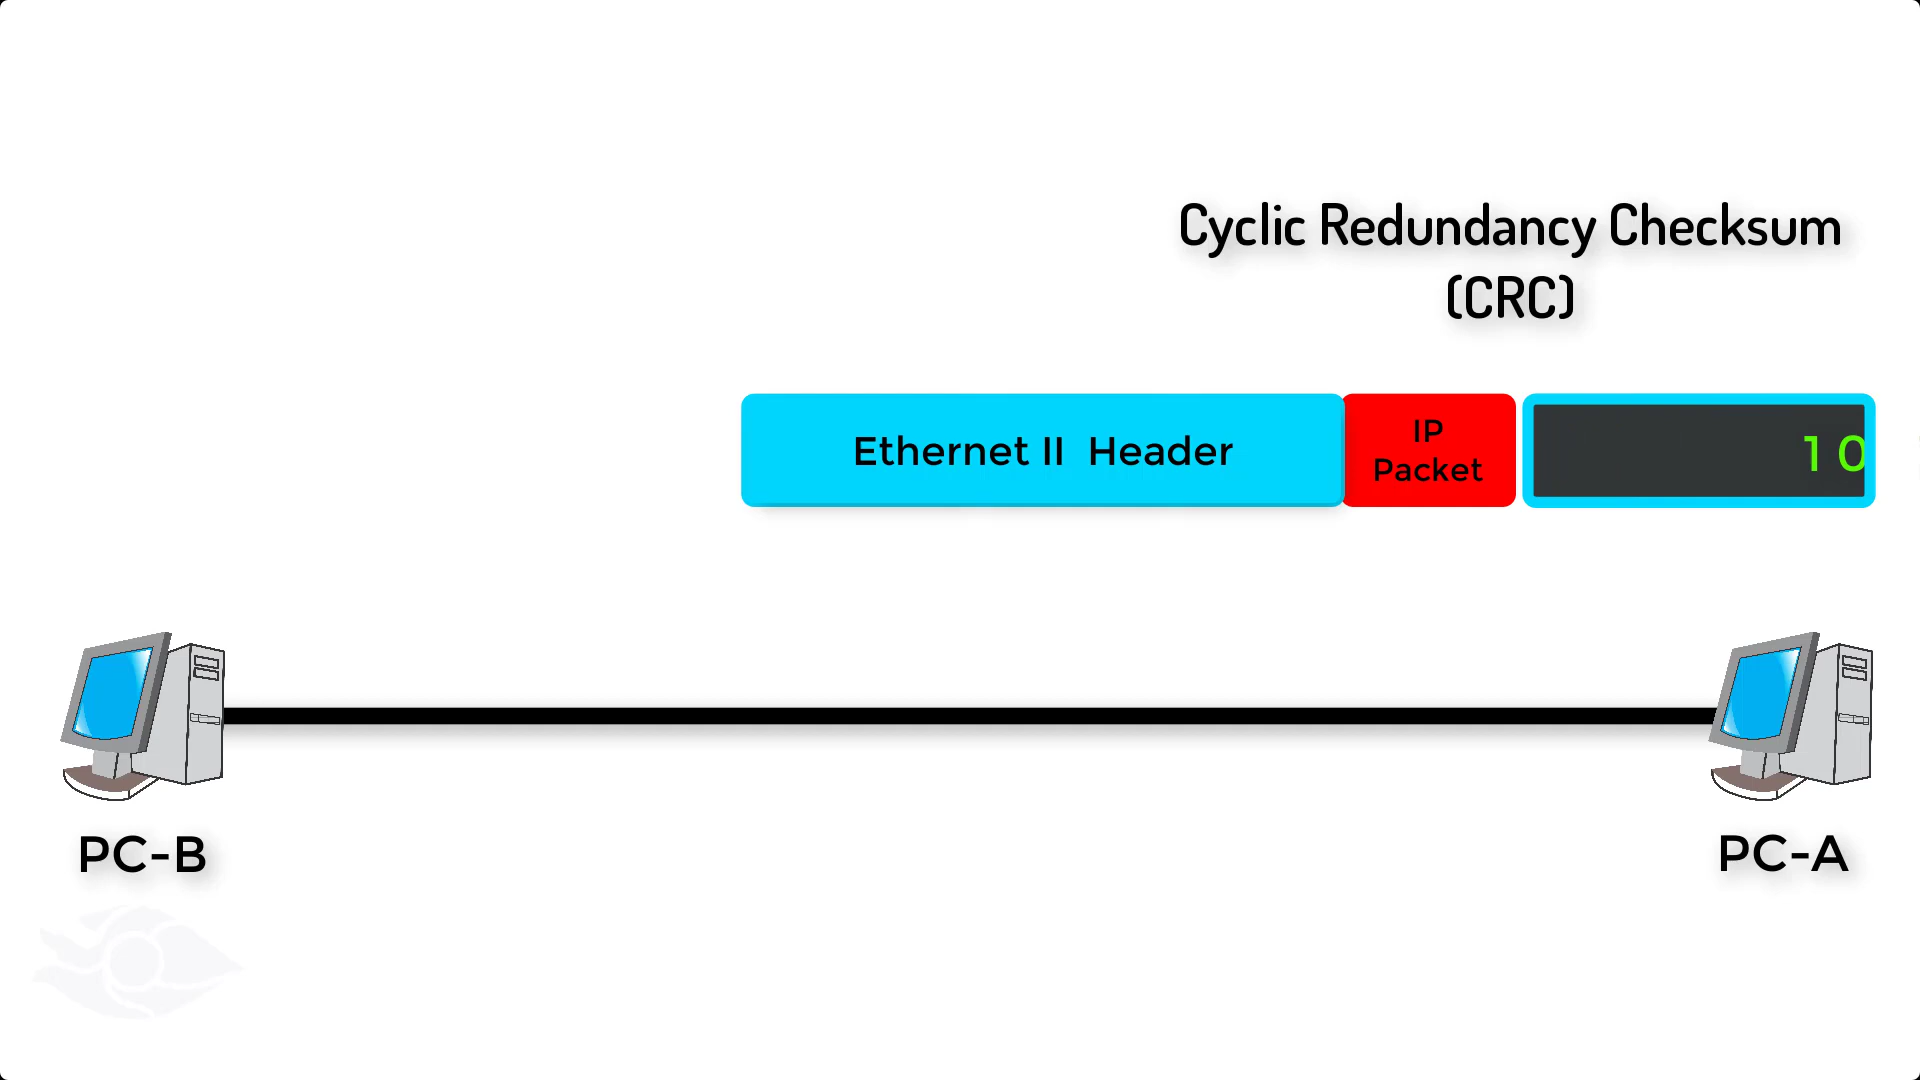 Cyclic Redundancy Checksum
(CRC)
Ethernet II Header
IP
Packet
1 0
PC-B
PC-A